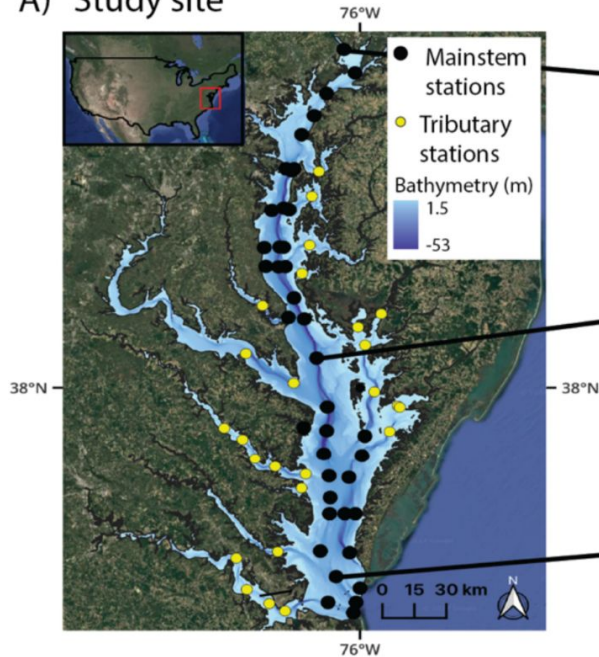 A) Study site
76°W
Mainstem
stations
Tributary
stations
Bathymetry (m)
1.5
-53
38°N
38°N
N
0 15 30 km
76°W